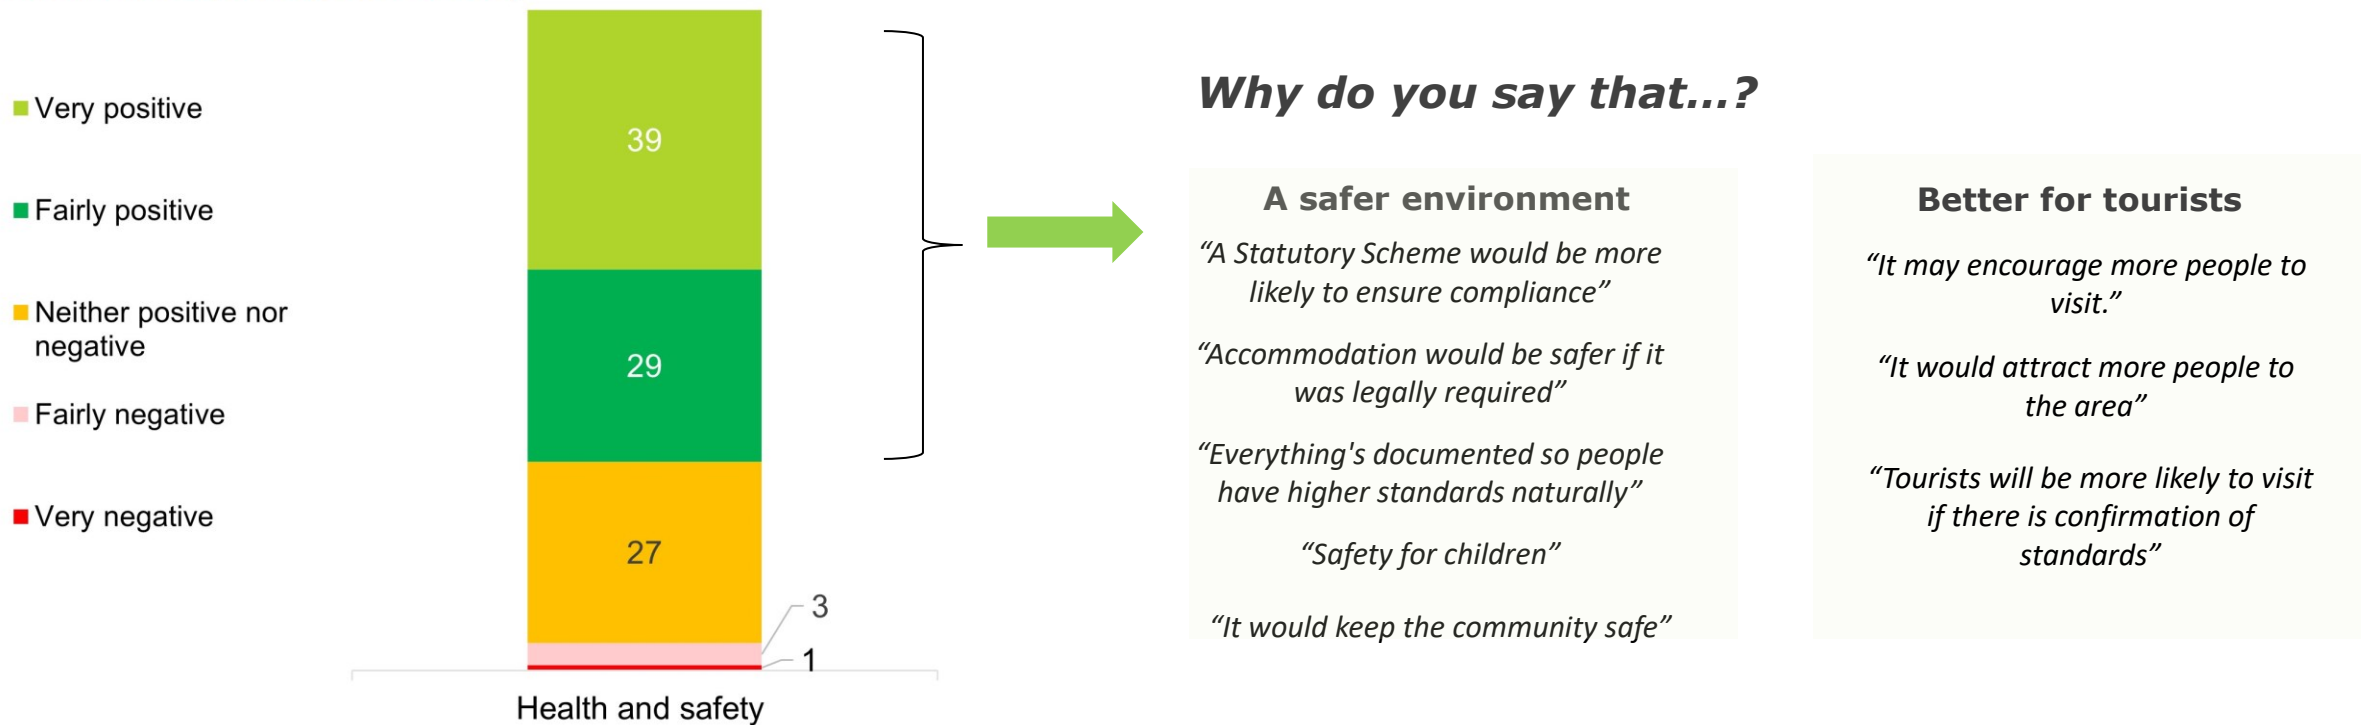 Very positive
Fairly positive
Neither positive nor
negative
Fairly negative
Very negative
39
29
27
3
1
Health and safety
Why do you say that...?
A safer environment
“A Statutory Scheme would be more
likely to ensure compliance”
“Accommodation would be safer if it
was legally required”
“Everything's documented so people
have higher standards naturally”
“Safety for children”
“It would keep the community safe”
Better for tourists
“It may encourage more people to
visit.”
“It would attract more people to
the area”
“Tourists will be more likely to visit
if there is confirmation of
standards”